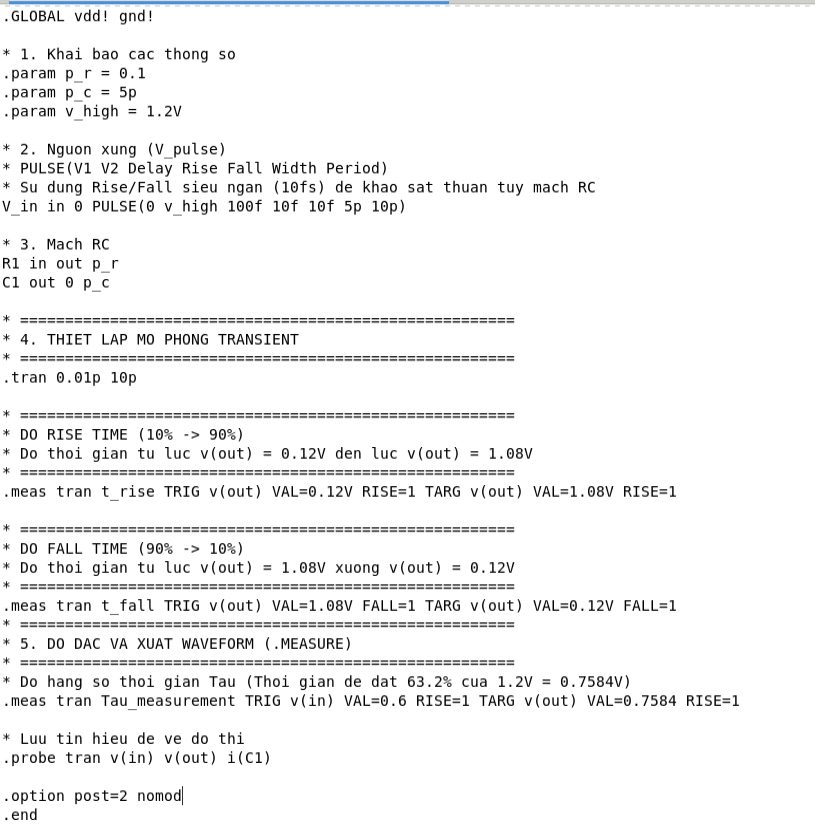 .GLOBAL vdd! gnd!
* 1. Khai bao cac thong so
.param p_r = 0.1
.param p_c = 5p
.param v_high = 1.2V
* 2. Nguon xung (V_pulse)
* PULSE(V1 V2 Delay Rise Fall Width Period)
* Su dung Rise/Fall sieu ngan (10fs) de khao sat thuan tuy mach RC
V_in in 0 PULSE(0 v_high 100f 10f 10f 5p 10p)
* 3. Mach RC
R1 in out p_r
C1 out 0 p_c
* =======================================================
* 4. THIET LAP MO PHONG TRANSIENT
* =======================================================
.tran 0.01p 10p
* =======================================================
* DO RISE TIME (10% -> 90%)
* Do thoi gian tu luc v(out) = 0.12V den luc v(out) = 1.08V
* =======================================================
.meas tran t_rise TRIG v(out) VAL=0.12V RISE=1 TARG v(out) VAL=1.08V RISE=1
* =======================================================
* DO FALL TIME (90% -> 10%)
* Do thoi gian tu luc v(out) = 1.08V xuong v(out) = 0.12V
* =======================================================
.meas tran t_fall TRIG v(out) VAL=1.08V FALL=1 TARG v(out) VAL=0.12V FALL=1
* =======================================================
* 5. DO DAC VA XUAT WAVEFORM (.MEASURE)
* =======================================================
* Do hang so thoi gian Tau (Thoi gian de dat 63.2% cua 1.2V = 0.7584V)
.meas tran Tau_measurement TRIG v(in) VAL=0.6 RISE=1 TARG v(out) VAL=0.7584 RISE=1
* Luu tin hieu de ve do thi
.probe tran v(in) v(out) i(C1)
.option post=2 nomod
.end